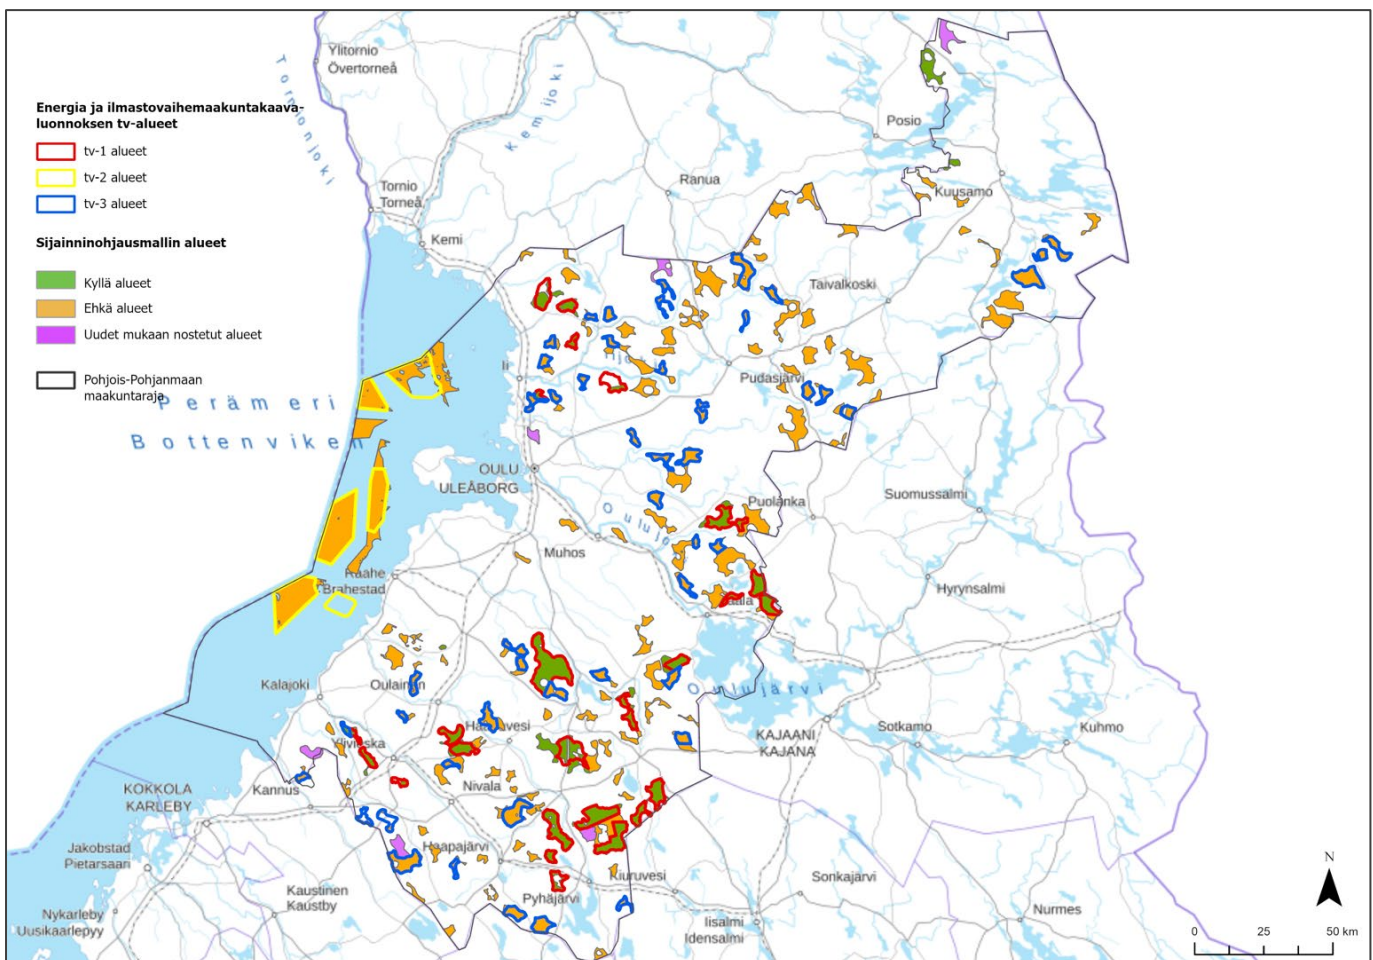 Energia ja ilmastovaihemaakuntakaava-
luonnoksen tv-alueet
tv-1 alueet
tv-2 alueet
tv-3 alueet
Sijainninohjausmallin alueet
Kyllä alueet
Ehkä alueet
Uudet mukaan nostetut alueet
Pohjois-Pohjanmaan
maakuntaraja
Ylitornio
Övertorneå
Tornionjoki
Kemijoki
Posio
Ranua
Tornio
Torneå
Kuusamo
Kemi
Taivalkoski
Ii
Iijoki
Pudasjärvi
Perämeri
Bottenviken
OULU
ULEÅBORG
Suomussalmi
Puolanka
Muhos
Raahe
Brahestad
Hyrynsalmi
Kalajoki
Oulainen
Oulujärvi
Sotkamo
Kuhmo
KAJAANI
KAJANA
Haapavesi
Ylivieska
KOKKOLA
KARLEBY
Kannus
Nivala
Haapajärvi
Jakobstad
Pietarsaari
Kiuruvesi
Sonkajärvi
Kaustinen
Kaustby
Pyhäjärvi
Nykarleby
Uusikaarlepyy
Iisalmi
Idensalmi
Nurmes
N
0 25 50 km